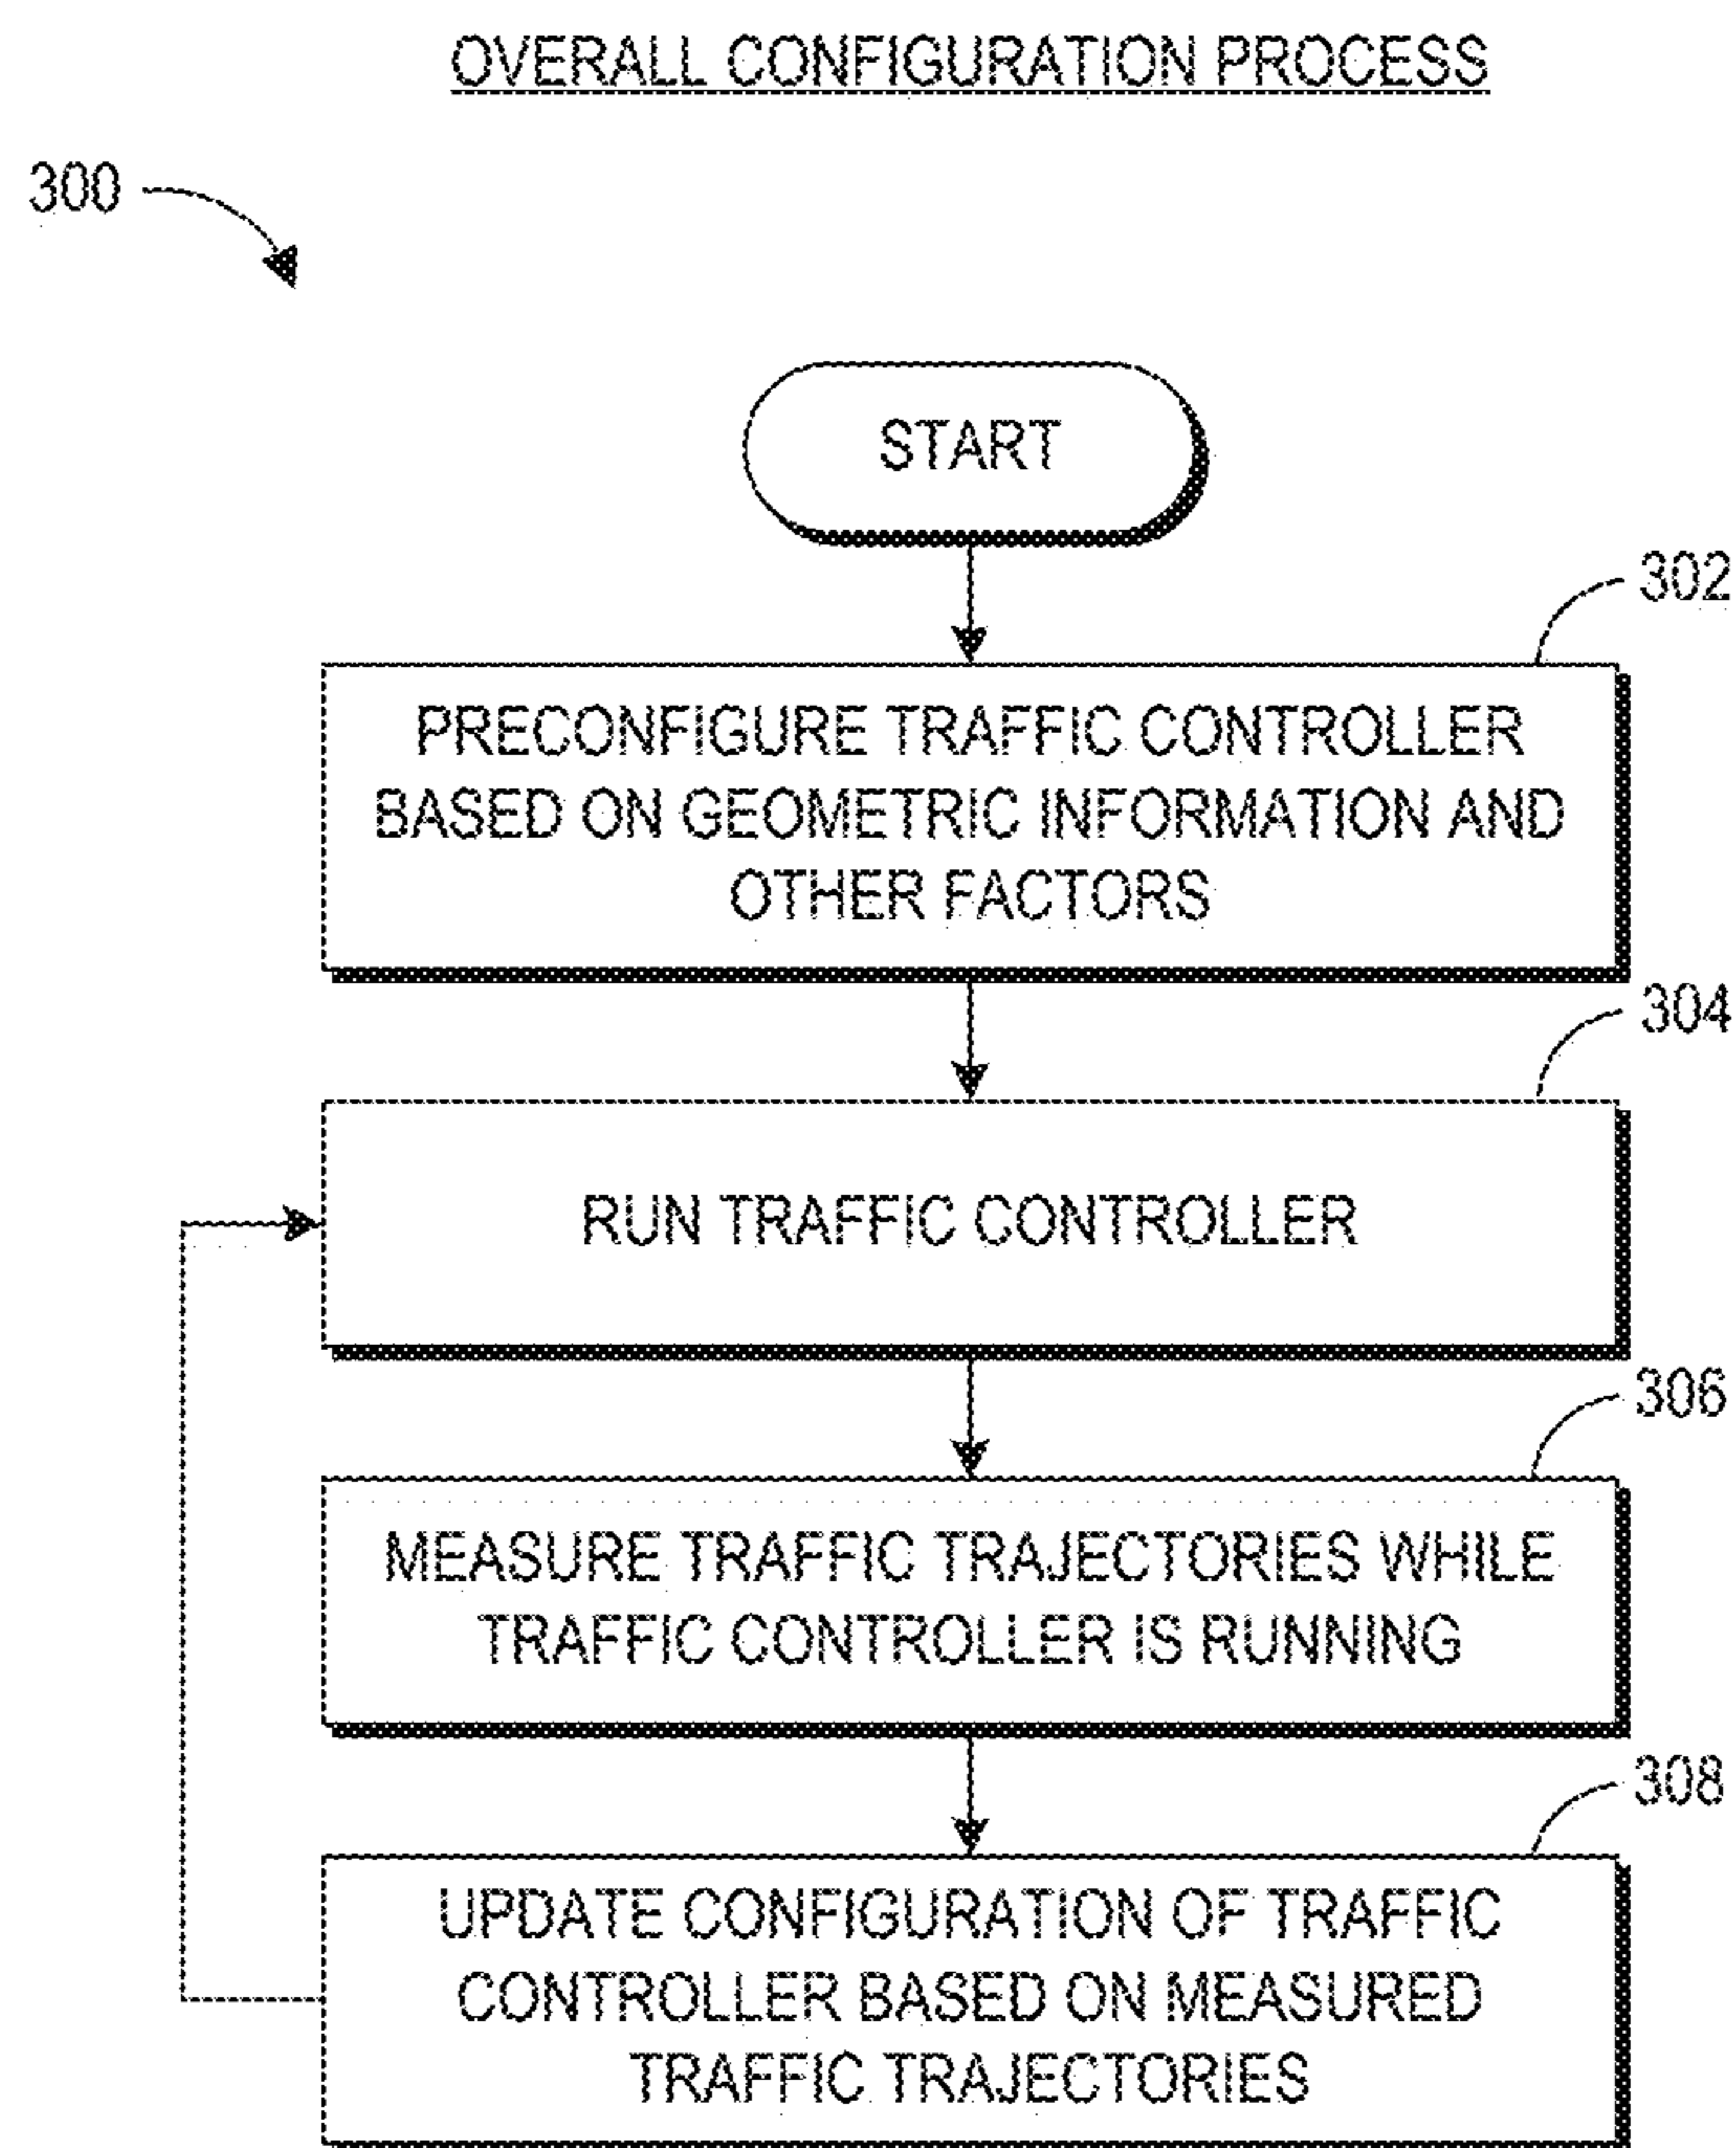 OVERALL CONFIGURATION PROCESS
300
START
302
PRECONFIGURE TRAFFIC CONTROLLER
BASED ON GEOMETRIC INFORMATION AND
OTHER FACTORS
304
RUN TRAFFIC CONTROLLER
306
MEASURE TRAFFIC TRAJECTORIES WHILE
TRAFFIC CONTROLLER IS RUNNING
308
UPDATE CONFIGURATION OF TRAFFIC
CONTROLLER BASED ON MEASURED
TRAFFIC TRAJECTORIES